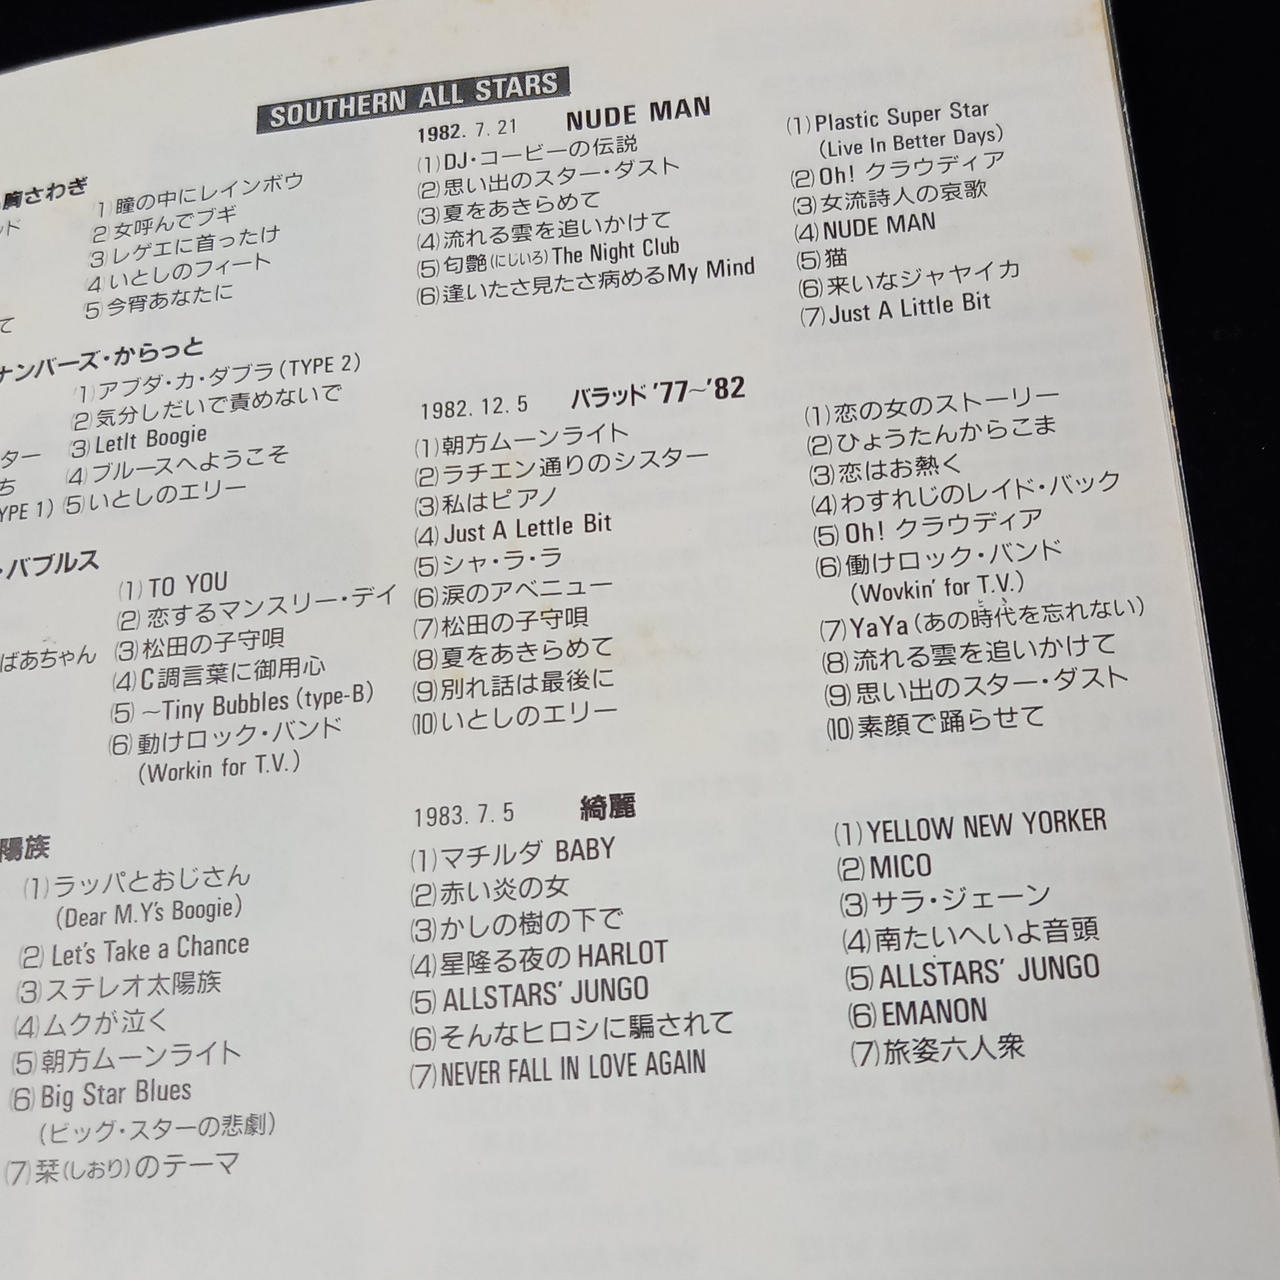 SOUTHERN ALL STARS
胸さわぎ
ド
て
(1)瞳の中にレインボウ
(2)女呼んでブギ
(3)レゲエに首ったけ
(4)いとしのフィート
(5)今宵あなたに
ナンバーズ・からっと
ター
ち
YPE 1)
(1)アブダ・カ・ダブラ(TYPE 2)
(2)気分しだいで責めないで
(3)LetIt Boogie
(4)ブルースへようこそ
(5)いとしのエリー
・バブルス
ばあちゃん
(1)TO YOU
(2)恋するマンスリー・デイ
(3)松田の子守唄
(4)C調言葉に御用心
(5)~Tiny Bubbles(type-B)
(6)動けロック・バンド
(Workin for T.V.)
陽族
(1)ラッパとおじさん
(Dear M.Y's Boogie)
(2)Let's Take a Chance
(3)ステレオ太陽族
(4)ムクが泣く
(5)朝方ムーンライト
(6)Big Star Blues
(ビッグ・スターの悲劇)
(7)栞(しおり)のテーマ
1982. 7. 21 NUDE MAN
(1)DJ・コービーの伝説
(2)思い出のスター・ダスト
(3)夏をあきらめて
(4)流れる雲を追いかけて
(5)匂艶(にじいろ)The Night Club
(6)逢いたさ見たさ病めるMy Mind
(1)Plastic Super Star
(Live In Better Days)
(2)Oh! クラウディア
(3)女流詩人の哀歌
(4)NUDE MAN
(5)猫
(6)来いなジャヤイカ
(7)Just A Little Bit
1982. 12. 5 バラッド '77~'82
(1)朝方ムーンライト
(2)ラチエン通りのシスター
(3)私はピアノ
(4)Just A Lettle Bit
(5)シャ・ラ・ラ
(6)涙のアベニュー
(7)松田の子守唄
(8)夏をあきらめて
(9)別れ話は最後に
(10)いとしのエリー
(1)恋の女のストーリー
(2)ひょうたんからこま
(3)恋はお熱く
(4)わすれじのレイド・バック
(5)Oh! クラウディア
(6)働けロック・バンド
(Wovkin' for T.V.)
(7)YaYa(あの時代を忘れない)
(8)流れる雲を追いかけて
(9)思い出のスター・ダスト
(10)素顔で踊らせて
1983. 7. 5 綺麗
(1)マチルダ BABY
(2)赤い炎の女
(3)かしの樹の下で
(4)星降る夜のHARLOT
(5)ALLSTARS' JUNGO
(6)そんなヒロシに騙されて
(7)NEVER FALL IN LOVE AGAIN
(1)YELLOW NEW YORKER
(2)MICO
(3)サラ・ジェーン
(4)南たいへいよ音頭
(5)ALLSTARS' JUNGO
(6)EMANON
(7)旅姿六人衆